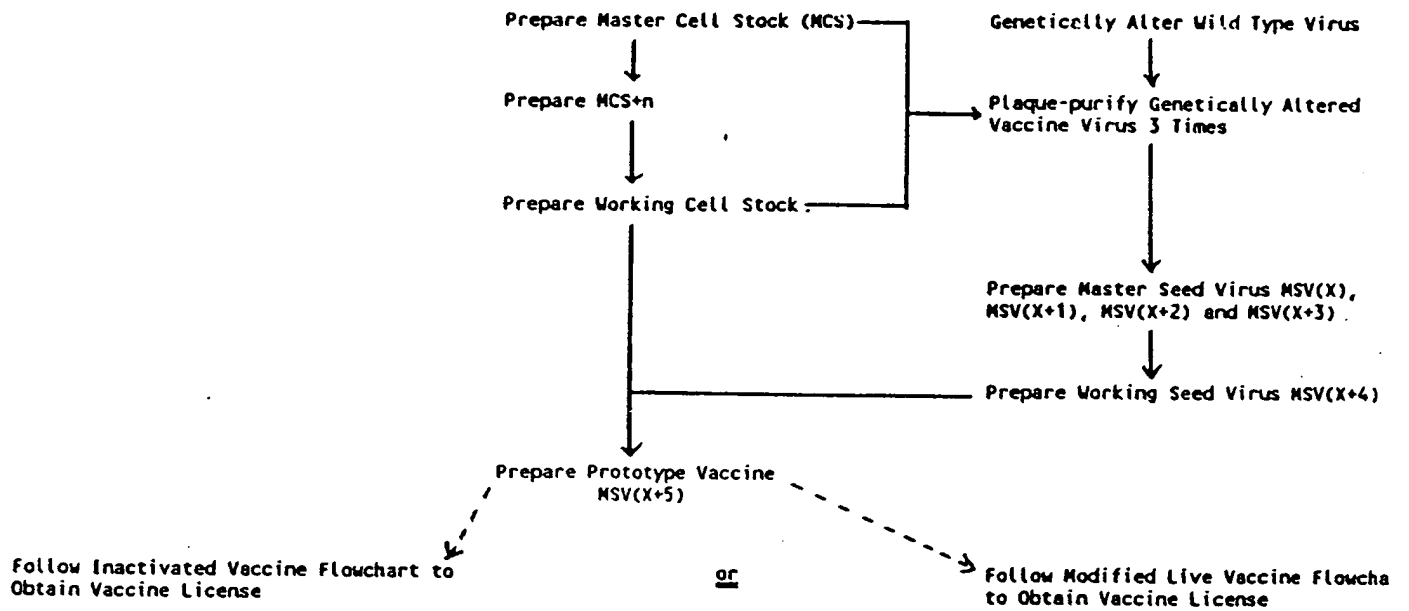 Prepare Master Cell Stock (MCS)
Genetically Alter Wild Type Virus
Prepare MCS+n
Plaque-purify Genetically Altered
Vaccine Virus 3 Times
Prepare Working Cell Stock.
Prepare Master Seed Virus MSV(X),
MSV(X+1), MSV(X+2) and MSV(X+3).
Prepare Working Seed Virus MSV(X+4)
Prepare Prototype Vaccine
MSV(X+5)
Follow Inactivated Vaccine Flowchart to
Obtain Vaccine License
or
Follow Modified Live Vaccine Flowcha
to Obtain Vaccine License